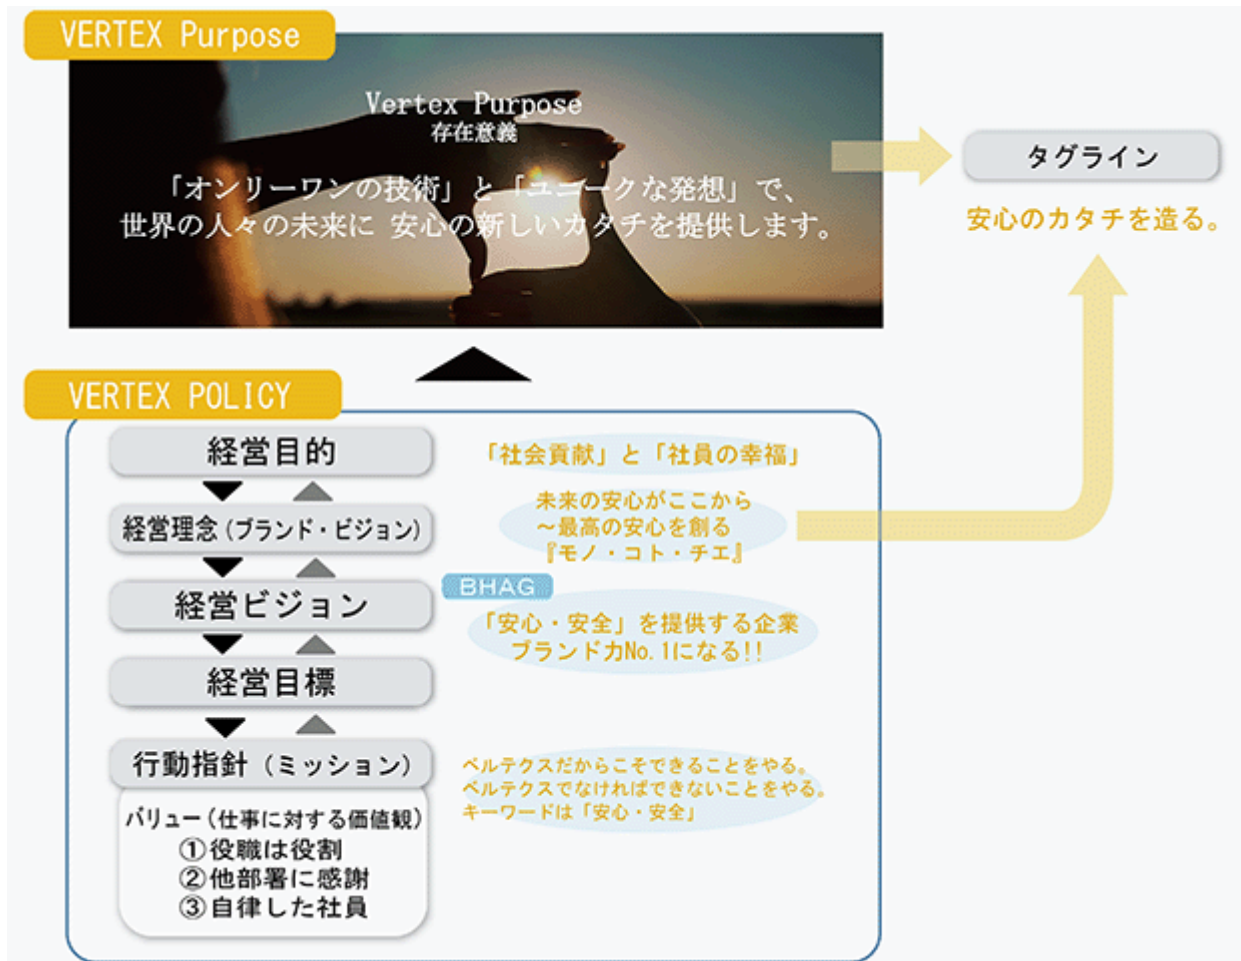 VERTEX Purpose
Vertex Purpose
存在意義
「オンリーワンの技術」と「ユニークな発想」で、
世界の人々の未来に 安心の新しいカタチを提供します。
タグライン
安心のカタチを造る。
VERTEX POLICY
経営目的
「社会貢献」と「社員の幸福」
経営理念（ブランド・ビジョン）
未来の安心がここから
～最高の安心を創る
『モノ・コト・チエ』
経営ビジョン
BHAG
「安心・安全」を提供する企業
ブランド力No.1になる!!
経営目標
行動指針（ミッション）
ベルテクスだからこそできることをやる。
ベルテクスでなければできないことをやる。
キーワードは「安心・安全」
バリュー（仕事に対する価値観）
①役職は役割
②他部署に感謝
③自律した社員